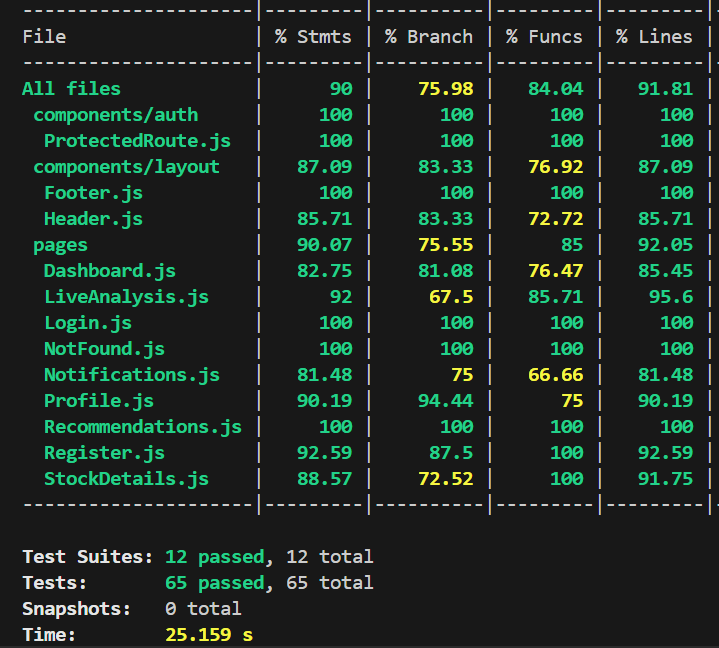 ---------------------|---------|----------|---------|---------|-
File                 | % Stmts | % Branch | % Funcs | % Lines |
---------------------|---------|----------|---------|---------|-
All files            |      90 |    75.98 |   84.04 |   91.81 |
 components/auth     |     100 |      100 |     100 |     100 |
  ProtectedRoute.js  |     100 |      100 |     100 |     100 |
 components/layout   |   87.09 |    83.33 |   76.92 |   87.09 |
  Footer.js          |     100 |      100 |     100 |     100 |
  Header.js          |   85.71 |    83.33 |   72.72 |   85.71 |
 pages               |   90.07 |    75.55 |      85 |   92.05 |
  Dashboard.js       |   82.75 |    81.08 |   76.47 |   85.45 |
  LiveAnalysis.js    |      92 |     67.5 |   85.71 |    95.6 |
  Login.js           |     100 |      100 |     100 |     100 |
  NotFound.js        |     100 |      100 |     100 |     100 |
  Notifications.js   |   81.48 |       75 |   66.66 |   81.48 |
  Profile.js         |   90.19 |    94.44 |      75 |   90.19 |
  Recommendations.js |     100 |      100 |     100 |     100 |
  Register.js        |   92.59 |     87.5 |     100 |   92.59 |
  StockDetails.js    |   88.57 |    72.52 |     100 |   91.75 |
---------------------|---------|----------|---------|---------|-
Test Suites: 12 passed, 12 total
Tests:       65 passed, 65 total
Snapshots:   0 total
Time:        25.159 s